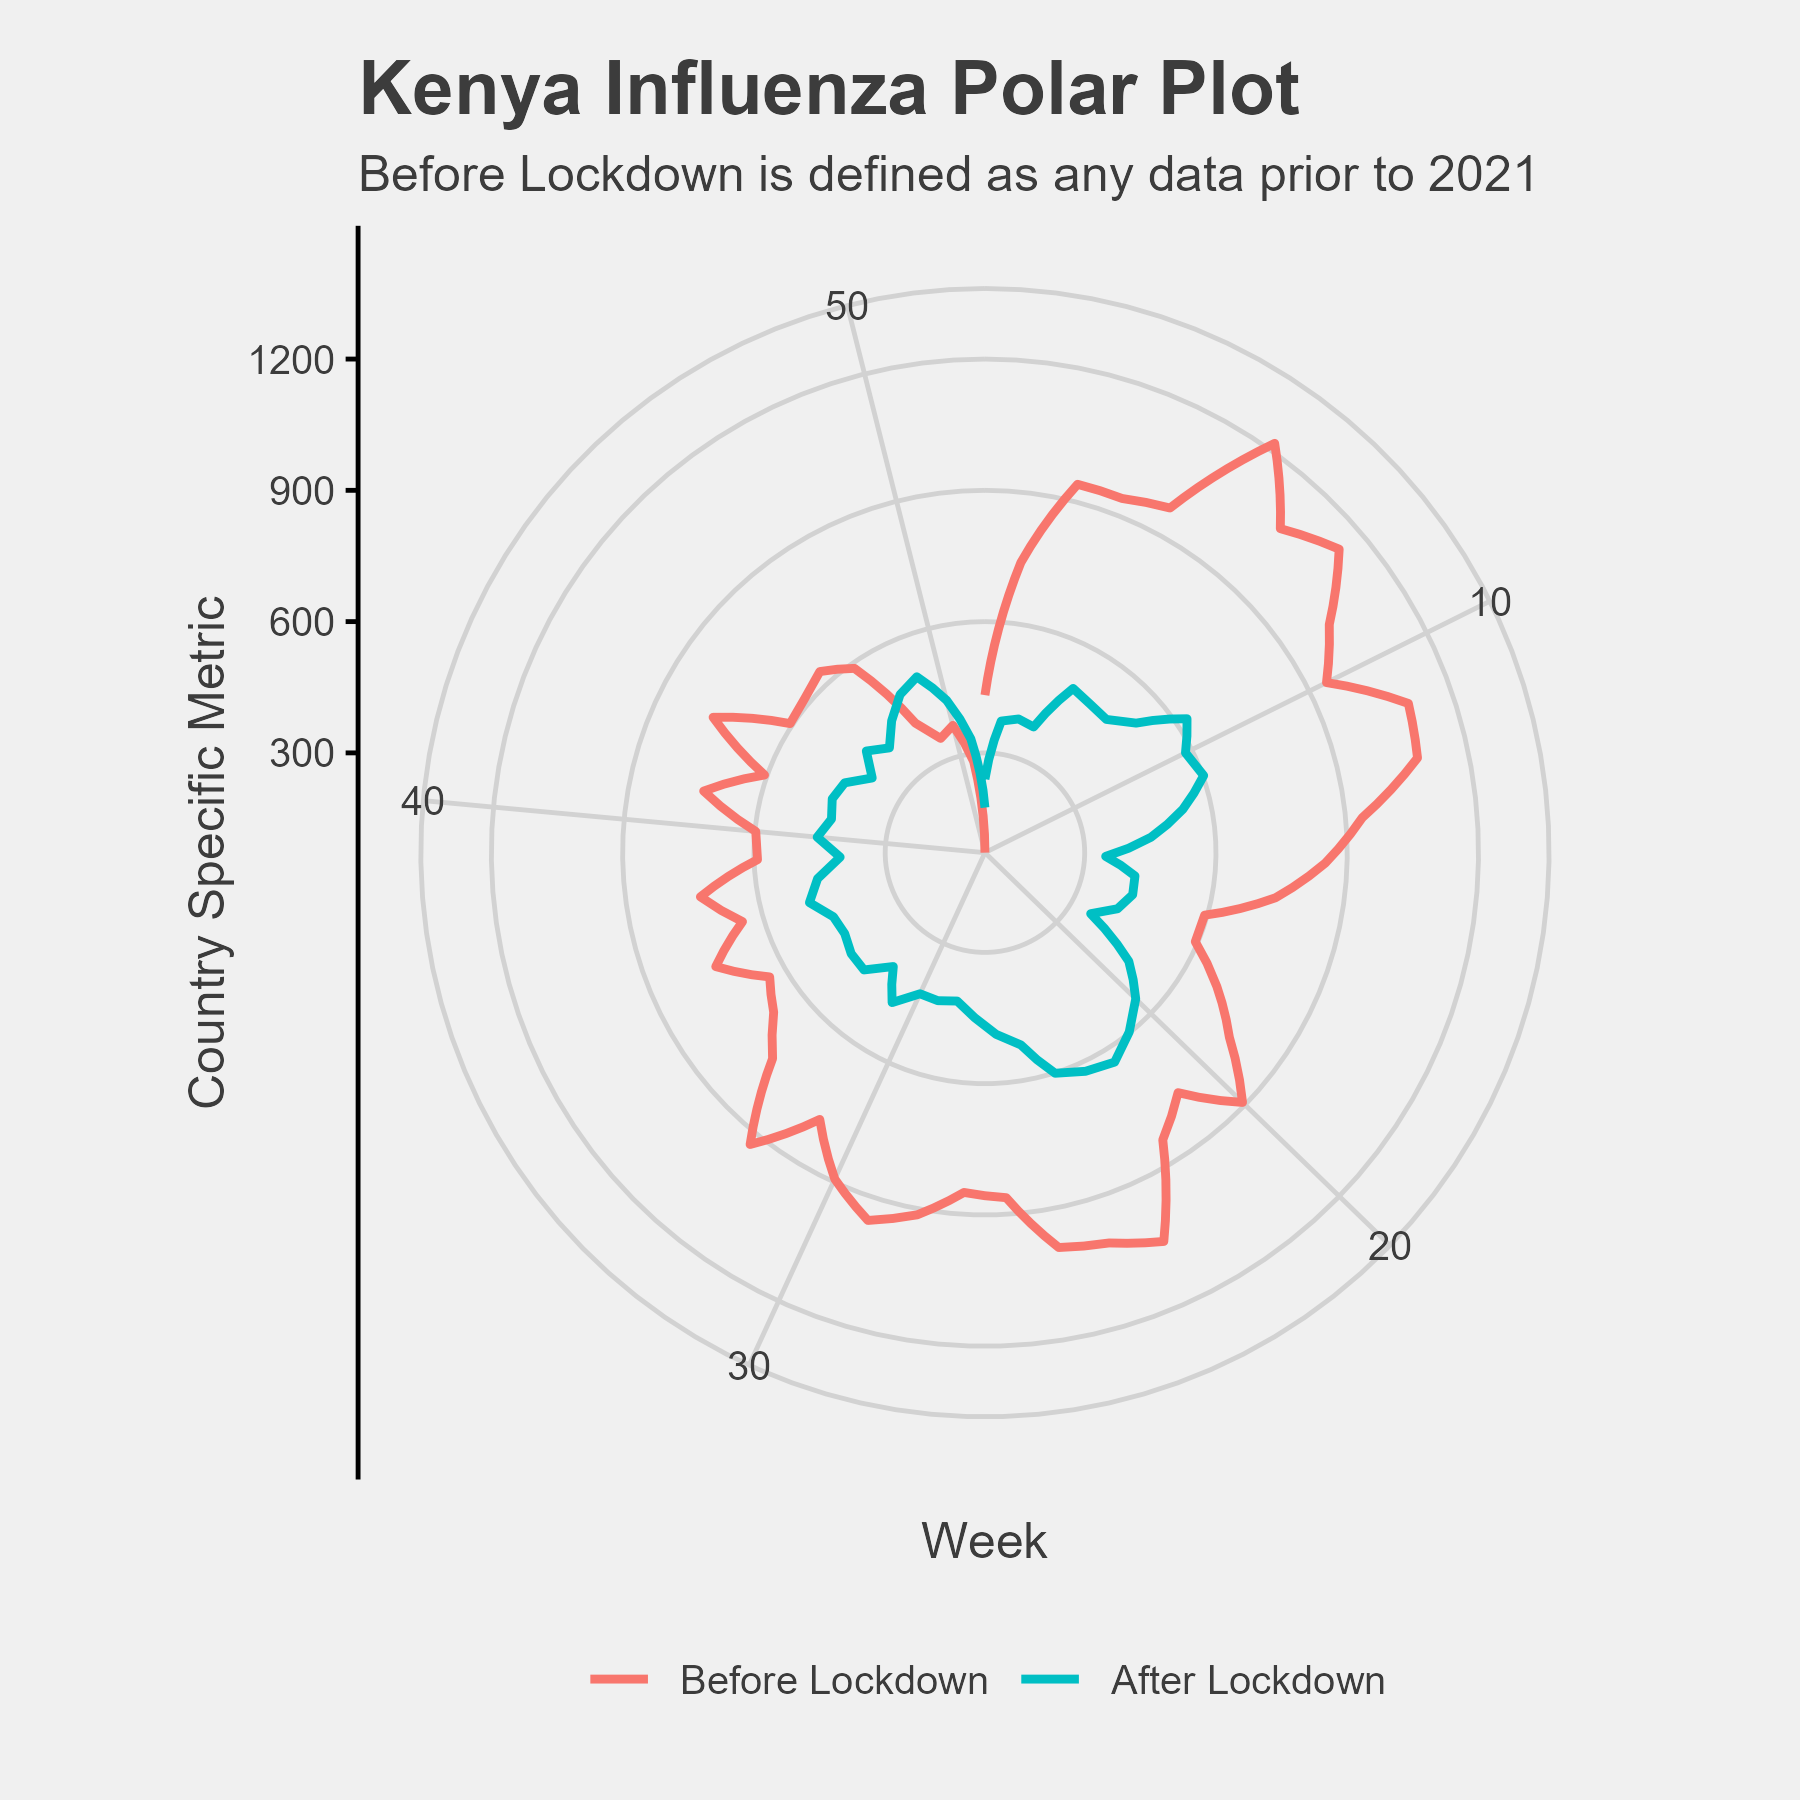 Kenya Influenza Polar Plot
Before Lockdown is defined as any data prior to 2021
50
1200
900
10
600
Country Specific Metric
300
40
20
30
Week
Before Lockdown
After Lockdown